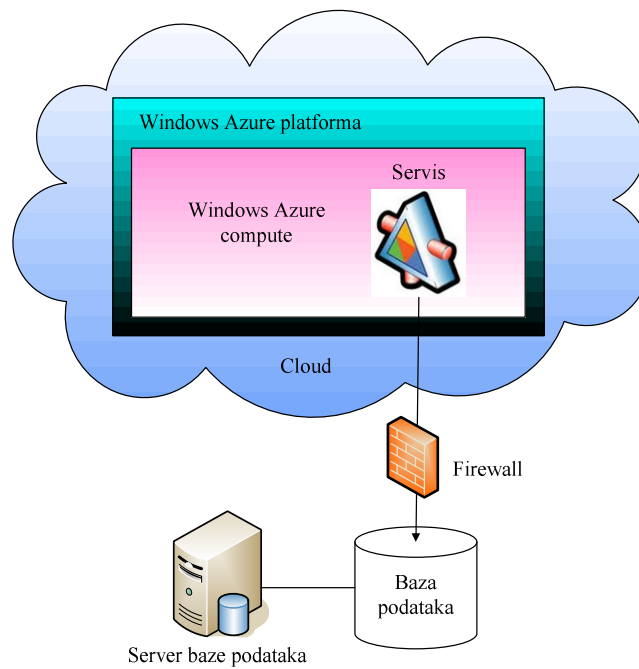 Windows Azure platforma
Servis
Windows Azure
compute
Cloud
Firewall
Baza
podataka
Server baze podataka